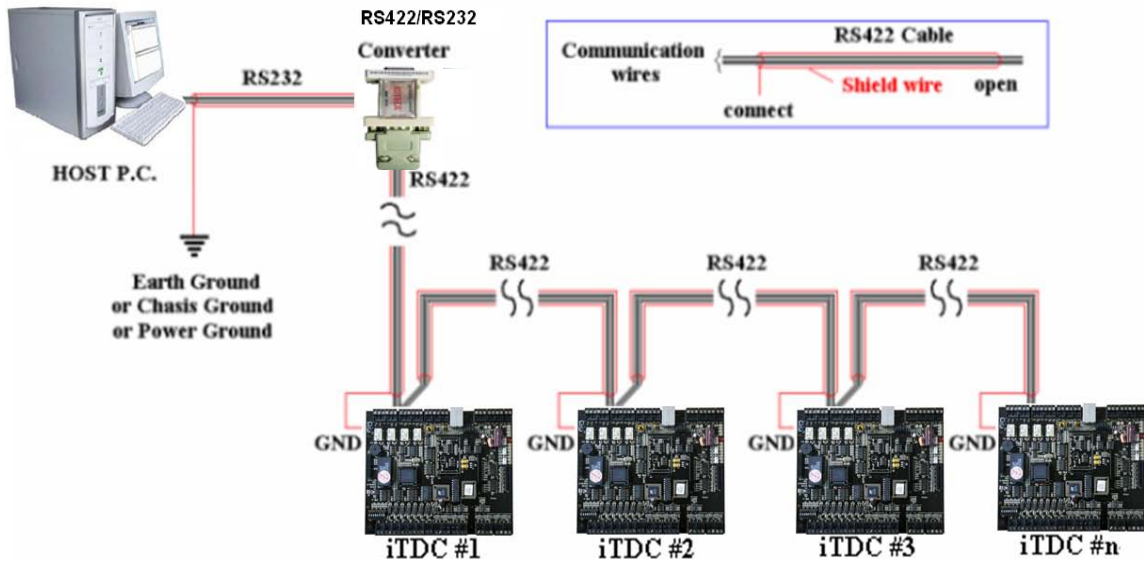 RS422/RS232
Converter
RS232
HOST P.C.
Earth Ground
or Chasis Ground
or Power Ground
RS422
Communication
wires
RS422 Cable
Shield wire
connect
open
RS422
RS422
RS422
GND
GND
GND
GND
iTDC #1
iTDC #2
iTDC #3
iTDC #n